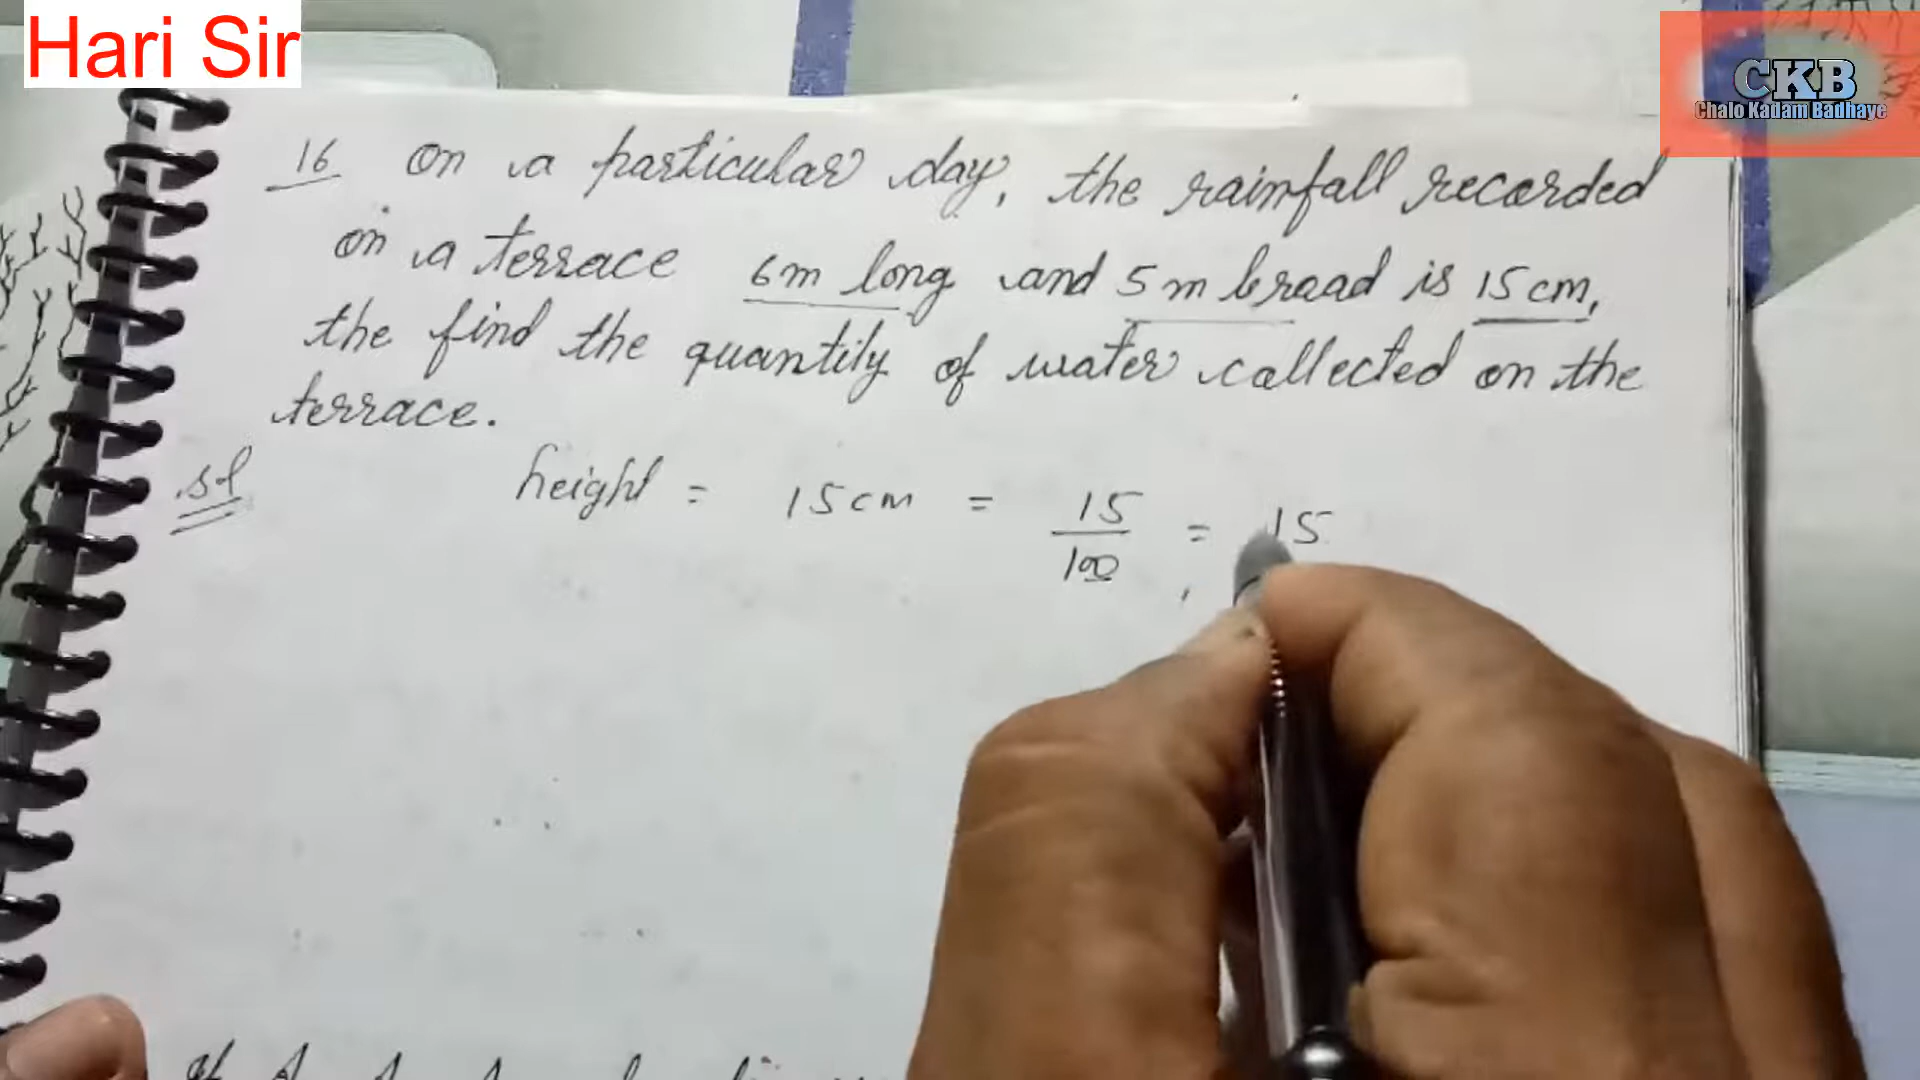 Hari Sir
CKB
Chalo Kadam Badhaye
16 On a particular day, the rainfall recorded
on a terrace 6m long and 5m broad is 15cm,
the find the quantity of water collected on the
terrace.
sol height = 15cm = 15/100 = 15